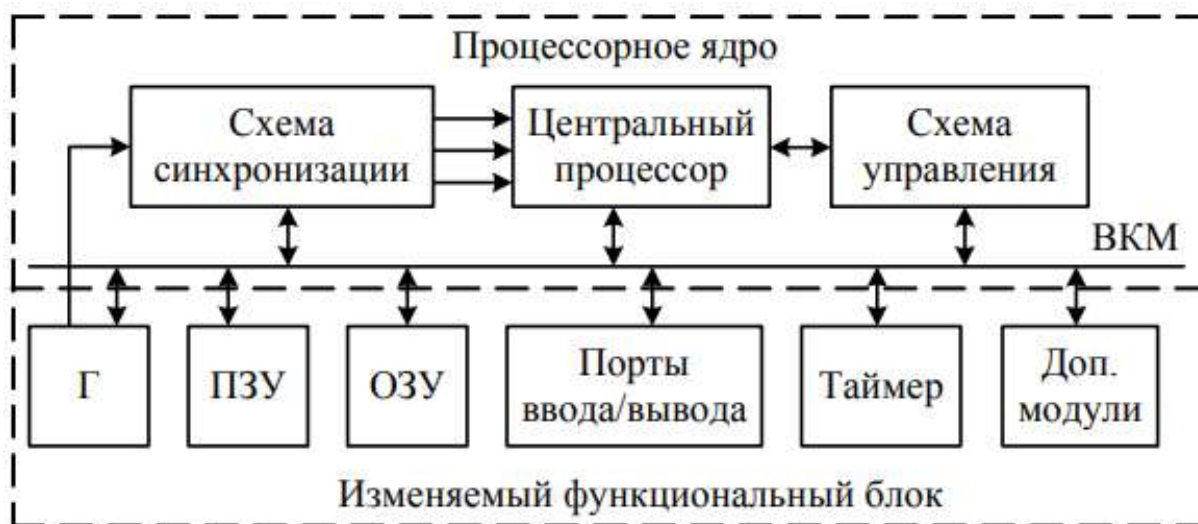 Процессорное ядро
Схема
синхронизации
Центральный
процессор
Схема
управления
ВКМ
Г
ПЗУ
ОЗУ
Порты
ввода/вывода
Таймер
Доп.
модули
Изменяемый функциональный блок